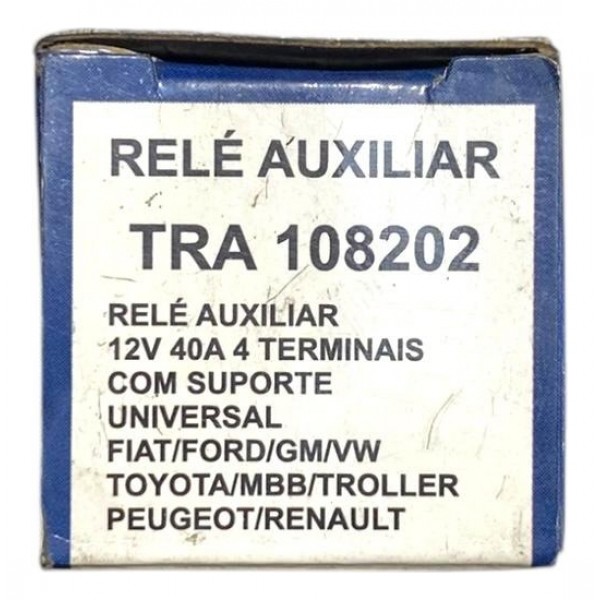 RELÉ AUXILIAR
TRA 108202
RELÉ AUXILIAR
12V 40A 4 TERMINAIS
COM SUPORTE
UNIVERSAL
FIAT/FORD/GM/VW
TOYOTA/MBB/TROLLER
PEUGEOT/RENAULT